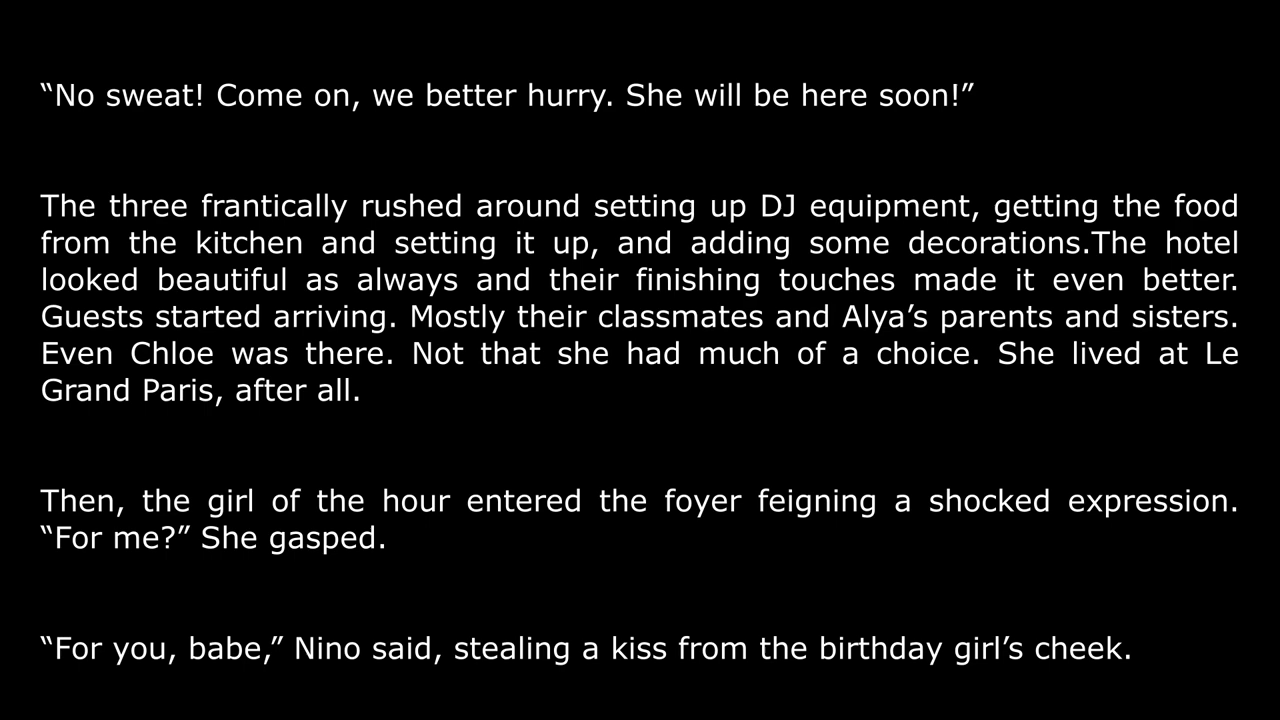 “No sweat! Come on, we better hurry. She will be here soon!”
The three frantically rushed around setting up DJ equipment, getting the food
from the kitchen and setting it up, and adding some decorations.The hotel
looked beautiful as always and their finishing touches made it even better.
Guests started arriving. Mostly their classmates and Alya’s parents and sisters.
Even Chloe was there. Not that she had much of a choice. She lived at Le
Grand Paris, after all.
Then, the girl of the hour entered the foyer feigning a shocked expression.
“For me?” She gasped.
“For you, babe,” Nino said, stealing a kiss from the birthday girl’s cheek.